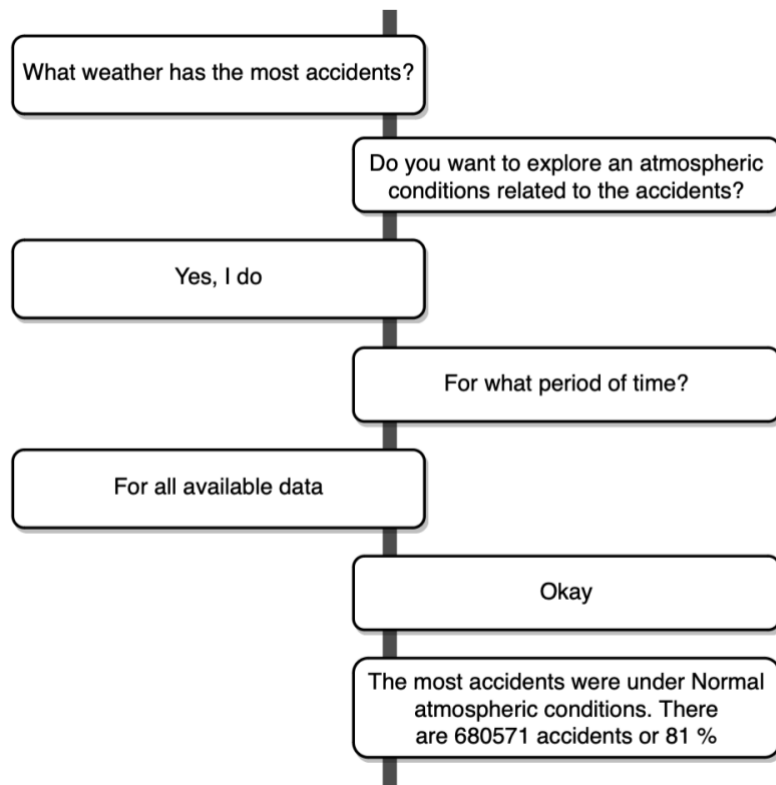 What weather has the most accidents?
Do you want to explore an atmospheric
conditions related to the accidents?
Yes, I do
For what period of time?
For all available data
Okay
The most accidents were under Normal
atmospheric conditions. There
are 680571 accidents or 81 %